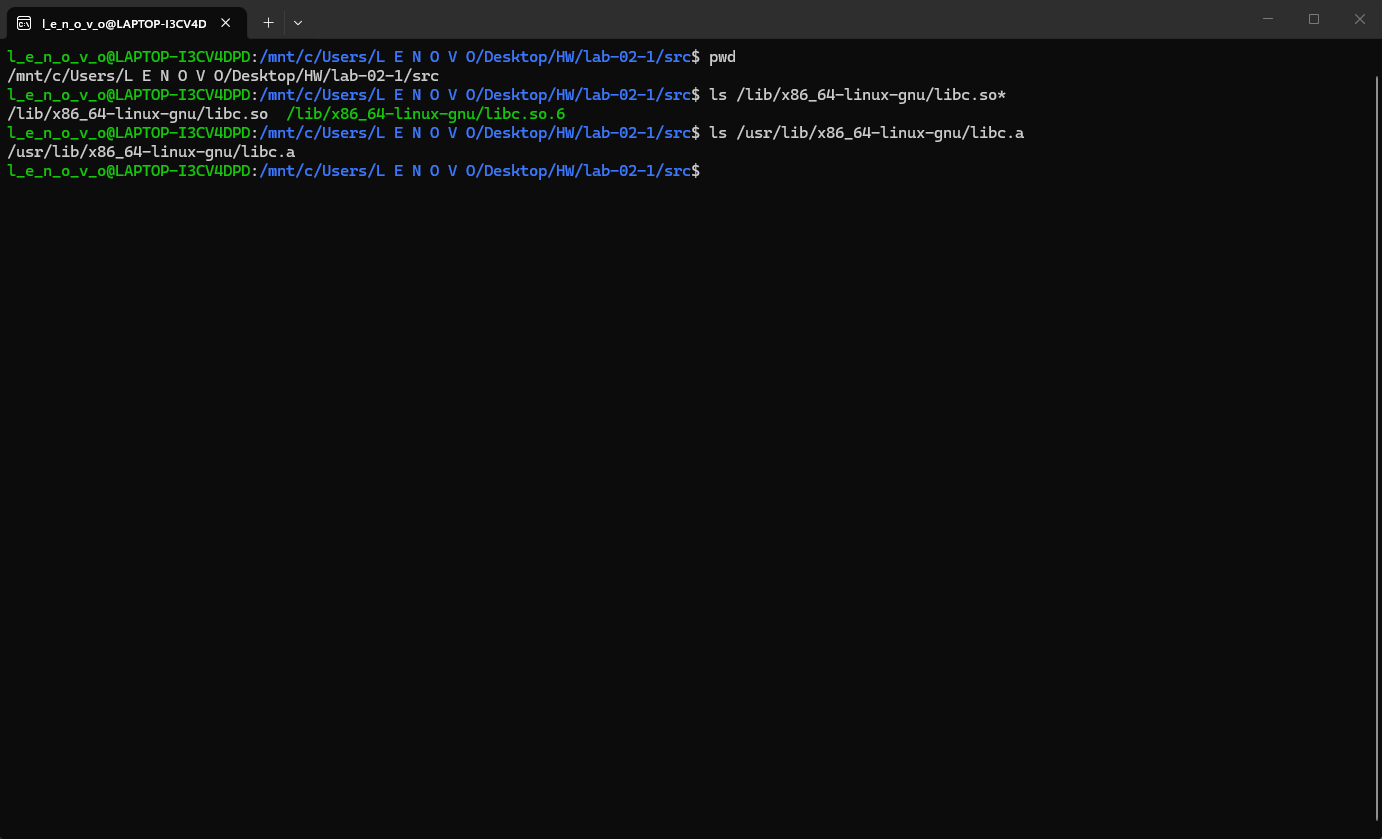 l_e_n_o_v_o@LAPTOP-I3CV4D
l_e_n_o_v_o@LAPTOP-I3CV4DPD:/mnt/c/Users/L E N O V O/Desktop/HW/lab-02-1/src$ pwd
/mnt/c/Users/L E N O V O/Desktop/HW/lab-02-1/src
l_e_n_o_v_o@LAPTOP-I3CV4DPD:/mnt/c/Users/L E N O V O/Desktop/HW/lab-02-1/src$ ls /lib/x86_64-linux-gnu/libc.so*
/lib/x86_64-linux-gnu/libc.so  /lib/x86_64-linux-gnu/libc.so.6
l_e_n_o_v_o@LAPTOP-I3CV4DPD:/mnt/c/Users/L E N O V O/Desktop/HW/lab-02-1/src$ ls /usr/lib/x86_64-linux-gnu/libc.a
/usr/lib/x86_64-linux-gnu/libc.a
l_e_n_o_v_o@LAPTOP-I3CV4DPD:/mnt/c/Users/L E N O V O/Desktop/HW/lab-02-1/src$